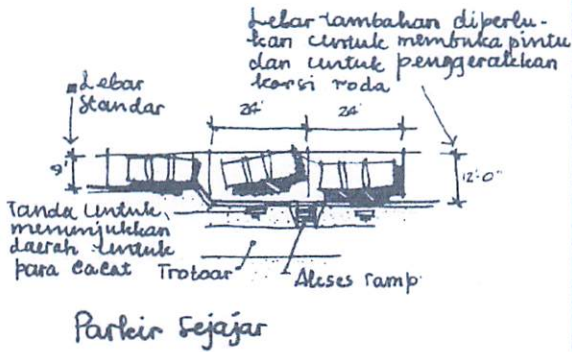 Lebar tambahan diperlu-
kan untuk membuka pintu
dan untuk penggerakkan
korsi roda
Lebar
Standar
24'
24'
9'
12'-0"
Tanda untuk
menunjukkan
daerah untuk
para cacat
Trotoar
Akses ramp
Parkir Sejajar